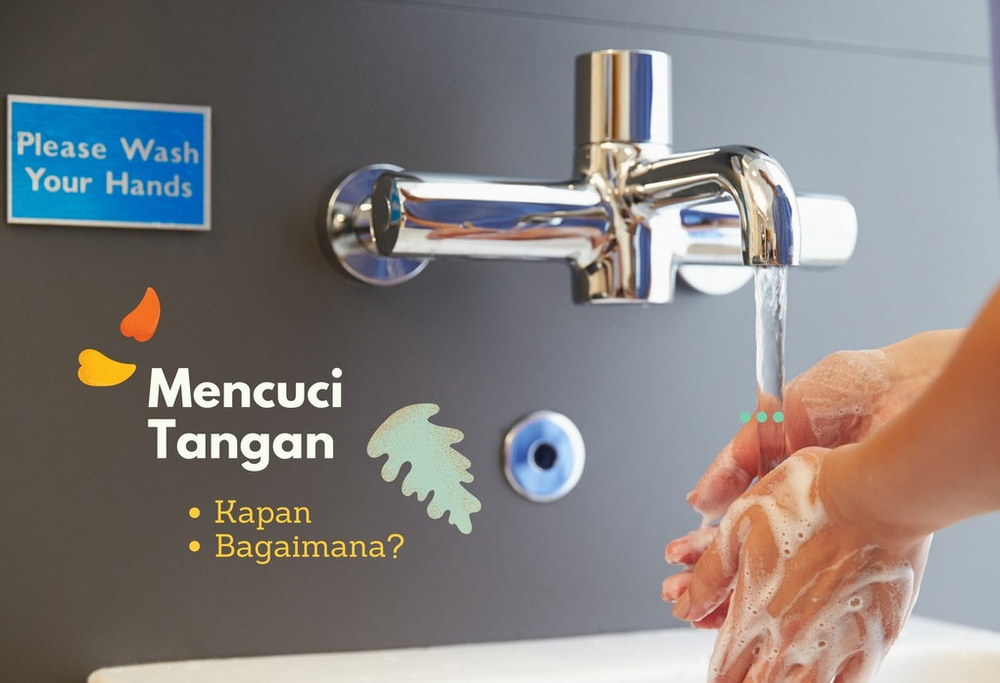 Please Wash
Your Hands
Mencuci
Tangan
• Kapan
• Bagaimana?